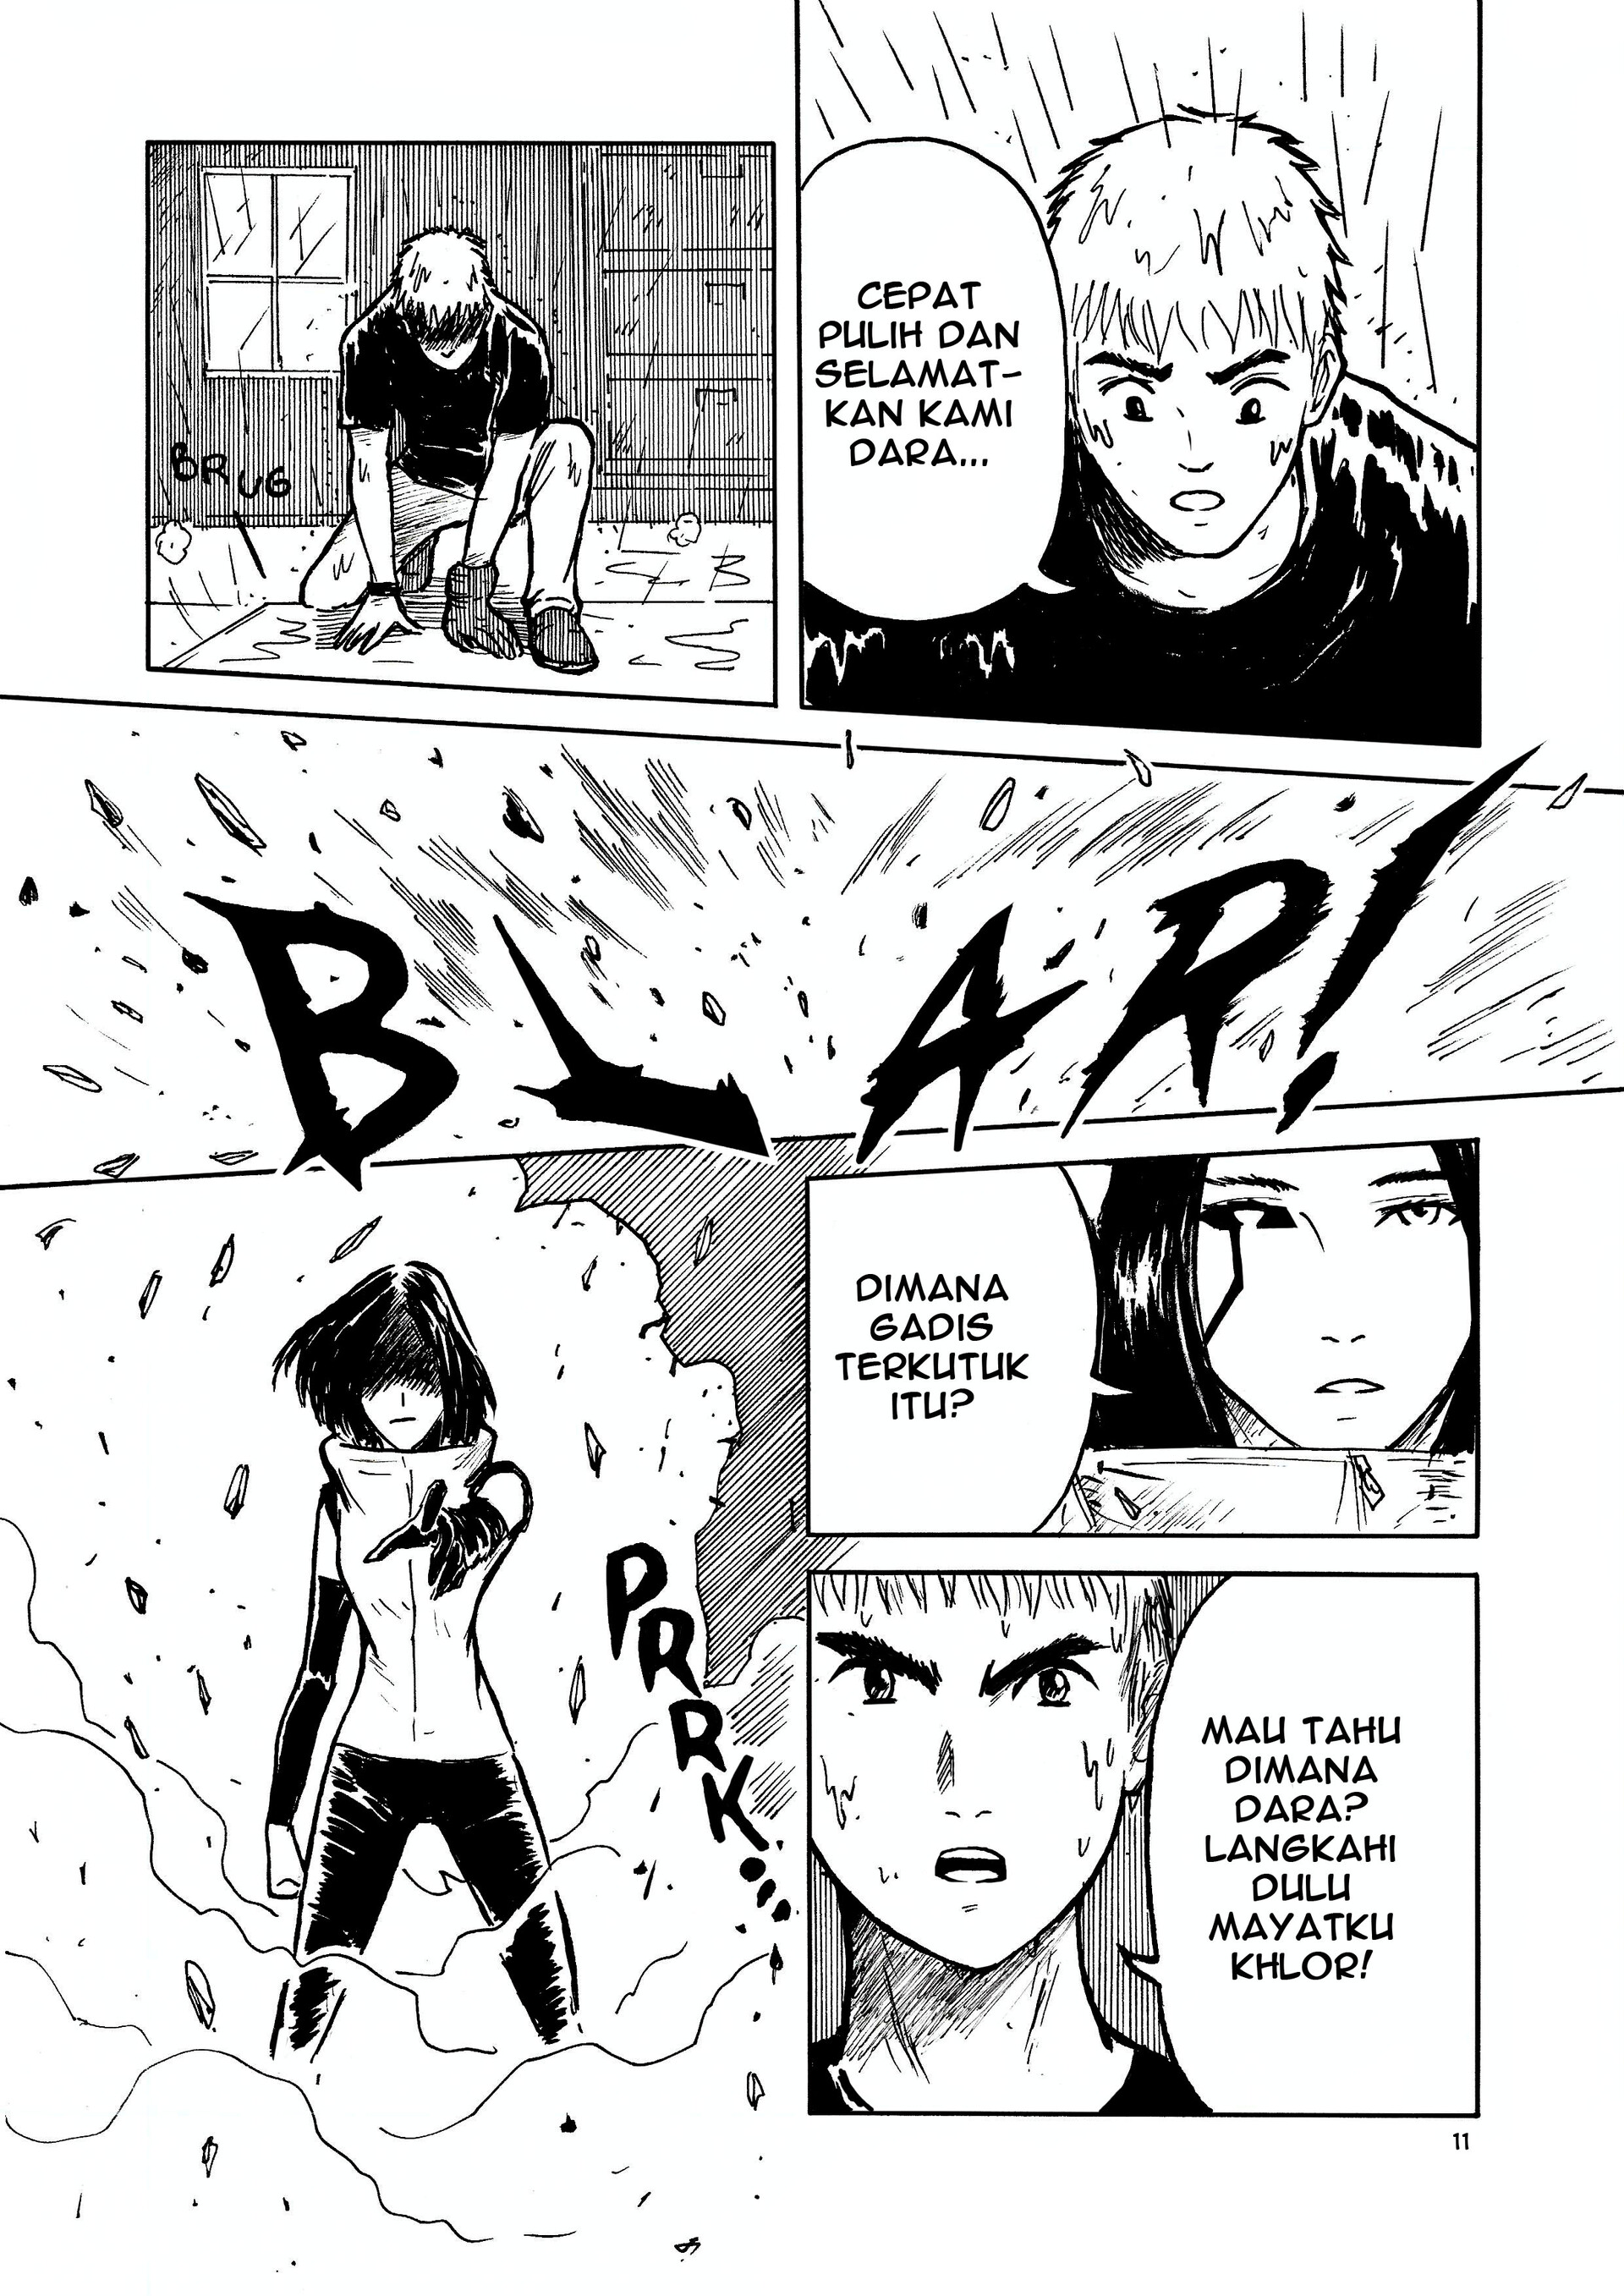 BRUG
CEPAT
PULIH DAN
SELAMAT-
KAN KAMI
DARA...
BLAR!
PRRK...
DIMANA
GADIS
TERKUTUK
ITU?
MAU TAHU
DIMANA
DARA?
LANGKAHI
DULU
MAYATKU
KHLOR!
11